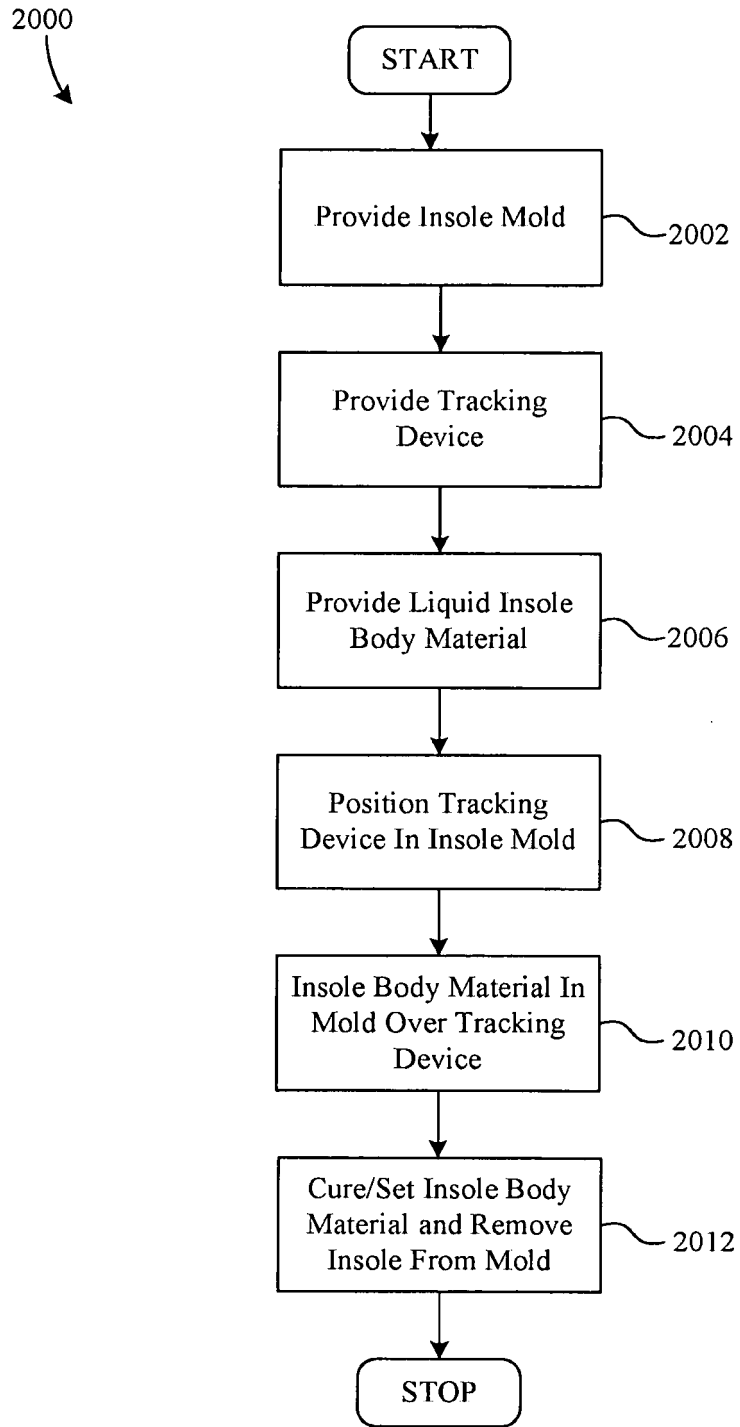 2000
START
Provide Insole Mold
2002
Provide Tracking
Device
2004
Provide Liquid Insole
Body Material
2006
Position Tracking
Device In Insole Mold
2008
Insole Body Material In
Mold Over Tracking
Device
2010
Cure/Set Insole Body
Material and Remove
Insole From Mold
2012
STOP